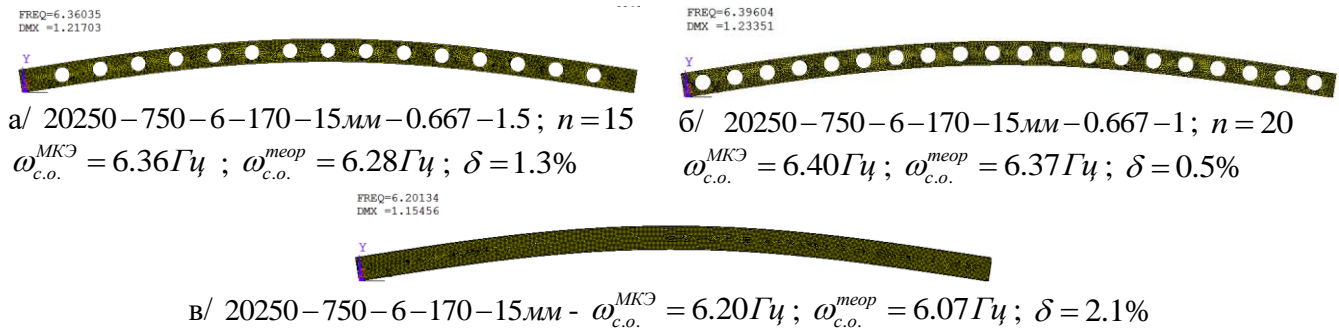 FREQ=6.36035
DMX =1.21703
Y
а/ 20250−750−6−170−15мм−0.667−1.5; n=15
ω_{с.о.}^{МКЭ} = 6.36Гц ; ω_{с.о.}^{теор} = 6.28Гц ; δ=1.3%
FREQ=6.39604
DMX =1.23351
Y
б/ 20250−750−6−170−15мм−0.667−1; n=20
ω_{с.о.}^{МКЭ} = 6.40Гц ; ω_{с.о.}^{теор} = 6.37Гц ; δ=0.5%
FREQ=6.20134
DMX =1.15456
Y
в/ 20250−750−6−170−15мм - ω_{с.о.}^{МКЭ} = 6.20Гц ; ω_{с.о.}^{теор} = 6.07Гц ; δ=2.1%